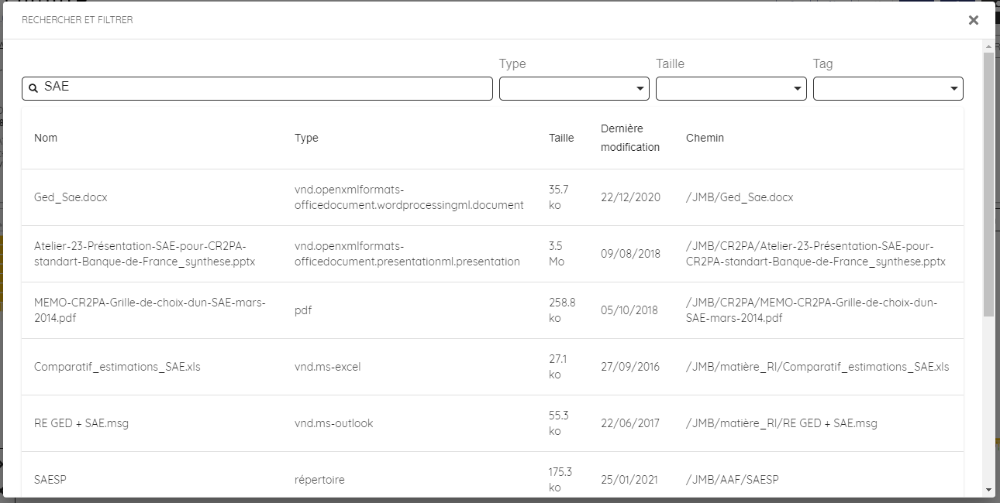 RECHERCHER ET FILTRER
Type
Taille
Tag
SAE
Nom
Type
Taille
Dernière
modification
Chemin
Ged_Sae.docx
vnd.openxmlformats-
officedocument.wordprocessingml.document
35.7
ko
22/12/2020
/JMB/Ged_Sae.docx
Atelier-23-Présentation-SAE-pour-CR2PA-
standart-Banque-de-France_synthese.pptx
vnd.openxmlformats-
officedocument.presentationml.presentation
3.5
Mo
09/08/2018
/JMB/CR2PA/Atelier-23-Présentation-SAE-pour-
CR2PA-standart-Banque-de-France_synthese.pptx
MEMO-CR2PA-Grille-de-choix-dun-SAE-mars-
2014.pdf
pdf
258.8
ko
05/10/2018
/JMB/CR2PA/MEMO-CR2PA-Grille-de-choix-dun-
SAE-mars-2014.pdf
Comparatif_estimations_SAE.xls
vnd.ms-excel
27.1
ko
27/09/2016
/JMB/matière_RI/Comparatif_estimations_SAE.xls
RE GED + SAE.msg
vnd.ms-outlook
55.3
ko
22/06/2017
/JMB/matière_RI/RE GED + SAE.msg
SAESP
répertoire
175.3
ko
25/01/2021
/JMB/AAF/SAESP